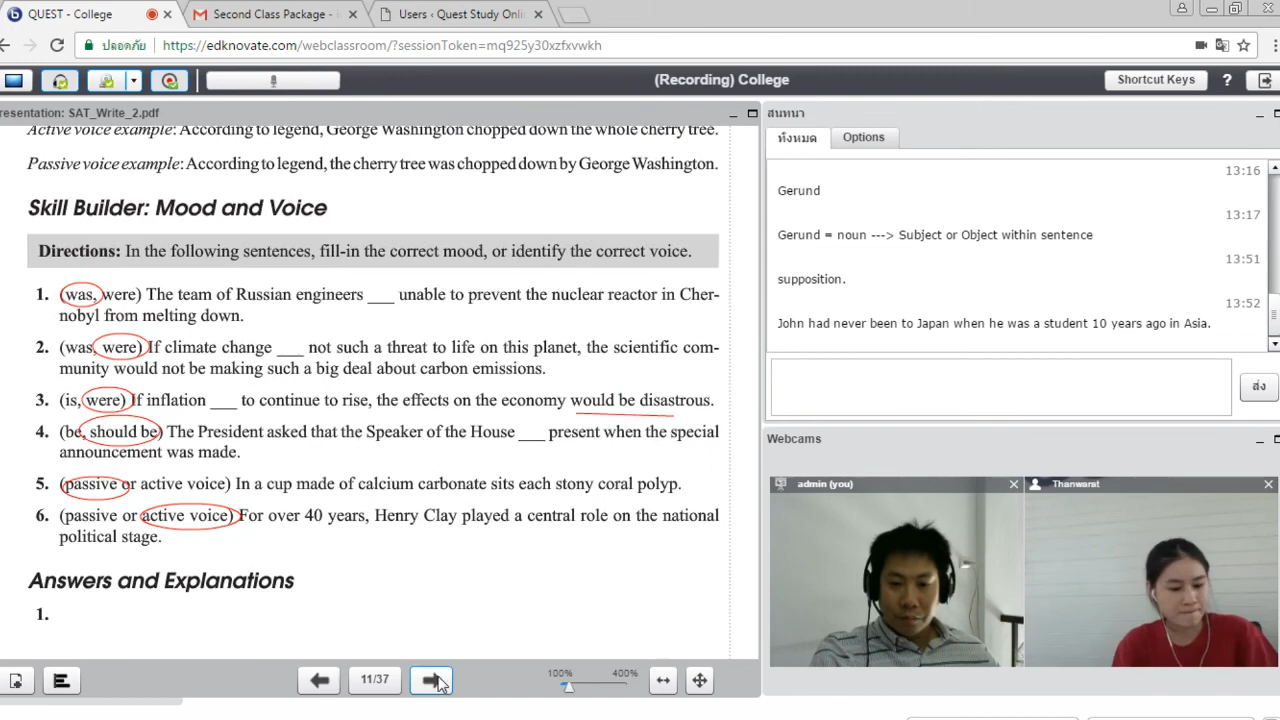 QUEST - College
Second Class Package -
Users ‹ Quest Study Onli
ปลอดภัย
https://edknovate.com/webclassroom/?sessionToken=mq925y30xzfxvwkh
(Recording) College
Shortcut Keys
?
resentation: SAT_Write_2.pdf
Active voice example: According to legend, George Washington chopped down the whole cherry tree.
Passive voice example: According to legend, the cherry tree was chopped down by George Washington.
Skill Builder: Mood and Voice
Directions: In the following sentences, fill-in the correct mood, or identify the correct voice.
1. (was, were) The team of Russian engineers ___ unable to prevent the nuclear reactor in Cher-
nobyl from melting down.
2. (was, were) If climate change ___ not such a threat to life on this planet, the scientific com-
munity would not be making such a big deal about carbon emissions.
3. (is, were) If inflation ___ to continue to rise, the effects on the economy would be disastrous.
4. (be, should be) The President asked that the Speaker of the House ___ present when the special
announcement was made.
5. (passive or active voice) In a cup made of calcium carbonate sits each stony coral polyp.
6. (passive or active voice) For over 40 years, Henry Clay played a central role on the national
political stage.
Answers and Explanations
1.
11/37
100%
400%
สนทนา
ทั้งหมด
Options
13:16
Gerund
13:17
Gerund = noun ---> Subject or Object within sentence
13:51
supposition.
13:52
John had never been to Japan when he was a student 10 years ago in Asia.
ส่ง
Webcams
admin (you)
Thanwarat